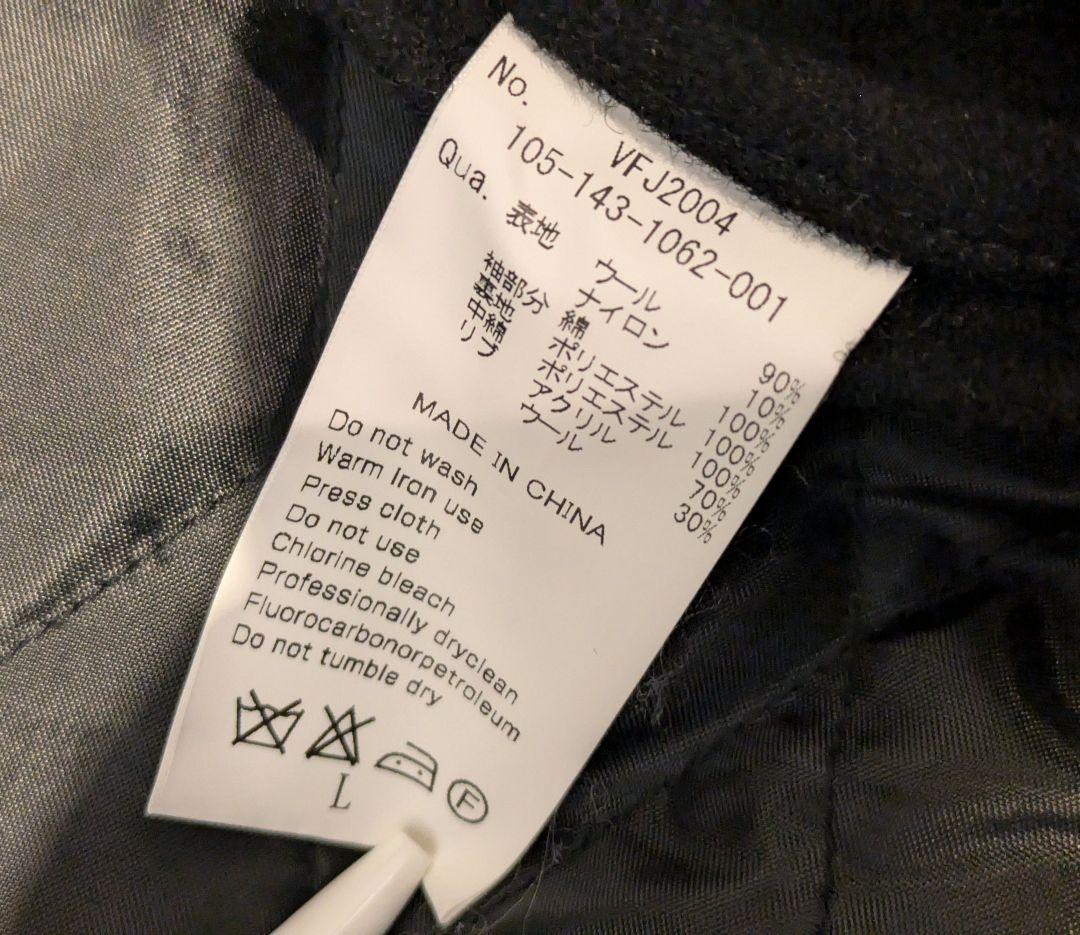 No. VFJ2004
105-143-1062-001
Qua.
表地 ウール 90%
ナイロン 10%
袖部分 綿 100%
裏地 ポリエステル 100%
中綿 ポリエステル 100%
リブ アクリル 70%
ウール 30%
MADE IN CHINA
Do not wash
Warm Iron use
Press cloth
Do not use
Chlorine bleach
Professionally dryclean
Fluorocarbonorpetroleum
Do not tumble dry
F
L